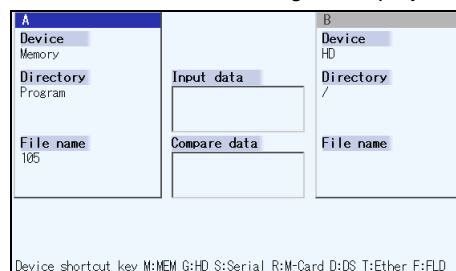 A
Device
Memory
Directory
Program
File name
105
Input data
Compare data
B
Device
HD
Directory
/
File name
Device shortcut key M:MEM G:HD S:Serial R:M-Card D:DS T:Ether F:FLD